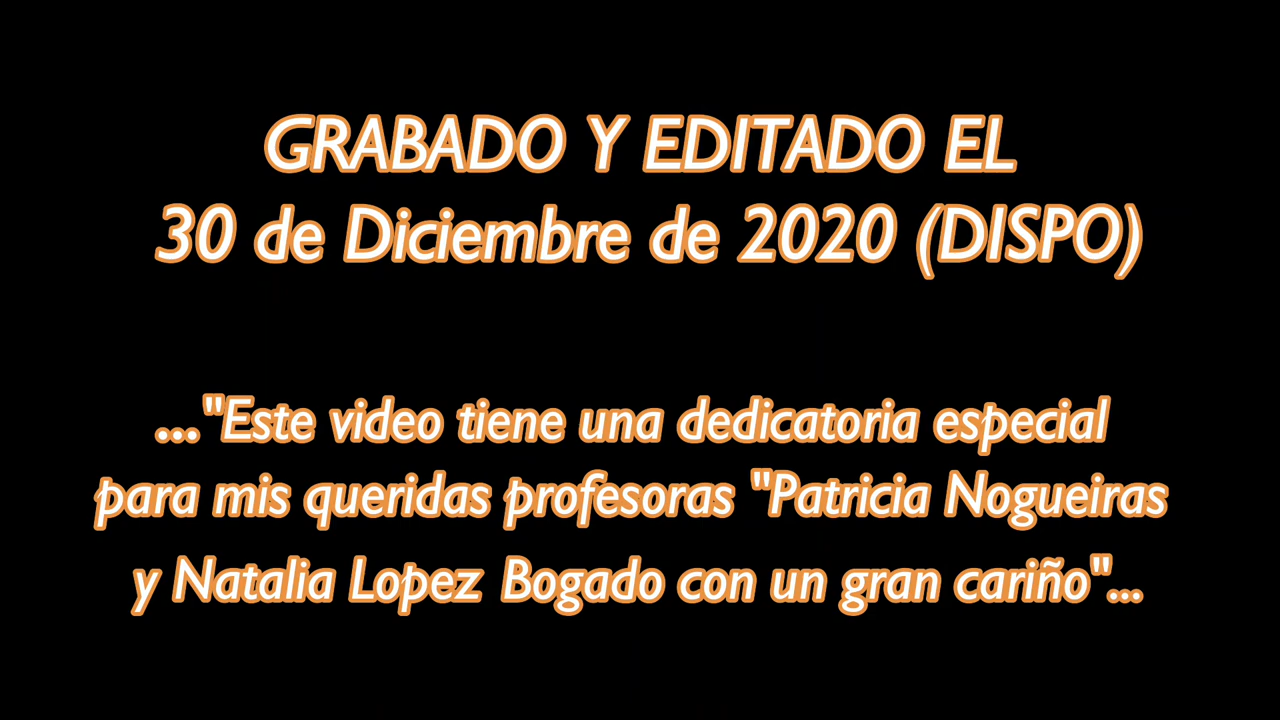 GRABADO Y EDITADO EL
30 de Diciembre de 2020 (DISPO)
..."Este video tiene una dedicatoria especial
para mis queridas profesoras "Patricia Nogueiras
y Natalia Lopez Bogado con un gran cariño"...